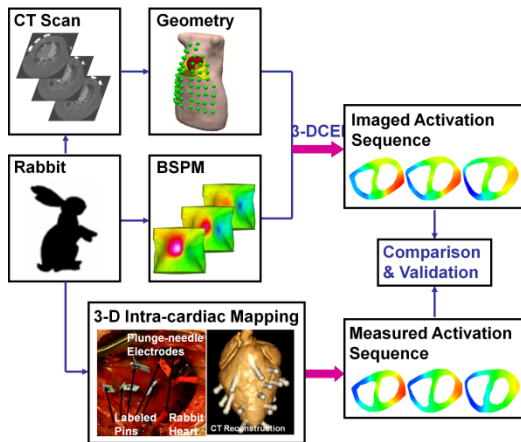 CT Scan
Geometry
3-DCEI
Imaged Activation
Sequence
Rabbit
BSPM
Comparison
& Validation
3-D Intra-cardiac Mapping
Plunge-needle
Electrodes
Labeled
Pins
Rabbit
Heart
CT Reconstruction
Measured Activation
Sequence